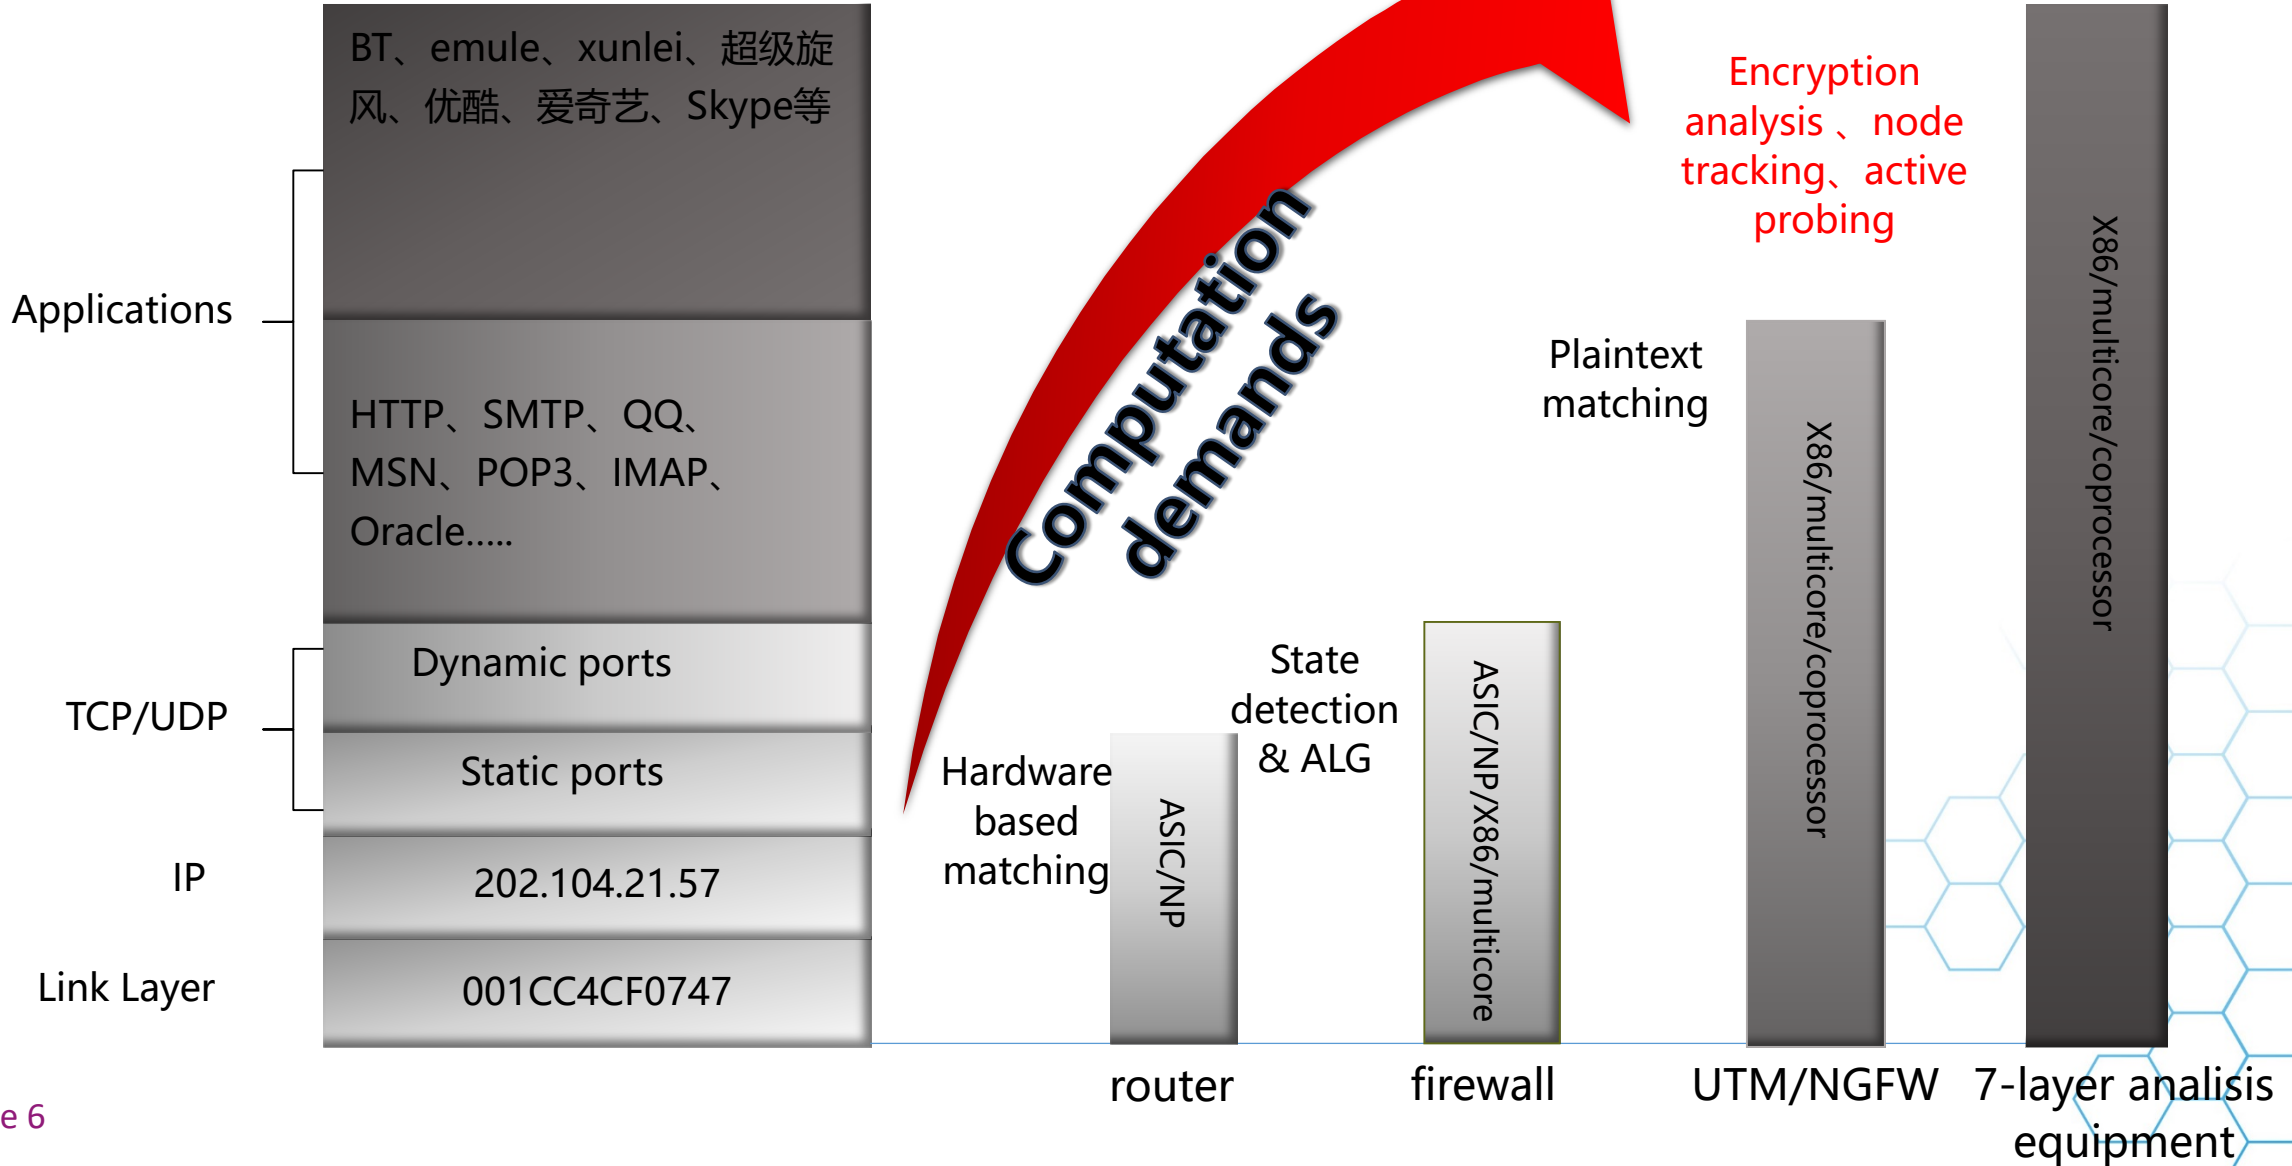 BT、emule、xunlei、超级旋
风、优酷、爱奇艺、Skype等
Applications
HTTP、SMTP、QQ、
MSN、POP3、IMAP、
Oracle.....
TCP/UDP
Dynamic ports
Static ports
IP
202.104.21.57
Link Layer
001CC4CF0747
Computation
demands
Hardware
based
matching
ASIC/NP
router
State
detection
& ALG
ASIC/NP/X86/multicore
firewall
Plaintext
matching
X86/multicore/coprocessor
UTM/NGFW
Encryption
analysis 、node
tracking、active
probing
X86/multicore/coprocessor
7-layer analisis
equipment
e 6